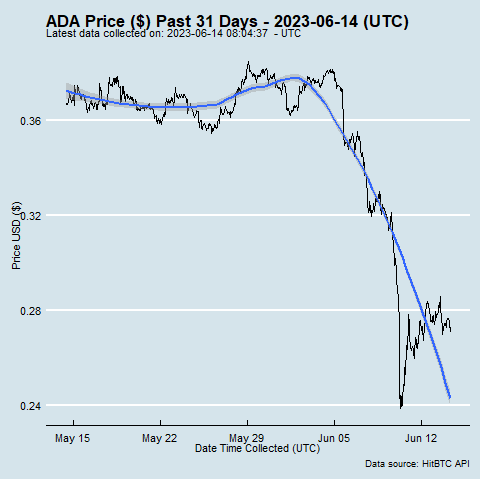 ADA Price ($) Past 31 Days - 2023-06-14 (UTC)
Latest data collected on: 2023-06-14 08:04:37  - UTC
Price USD ($)
0.36
0.32
0.28
0.24
May 15
May 22
May 29
Jun 05
Jun 12
Date Time Collected (UTC)
Data source: HitBTC API